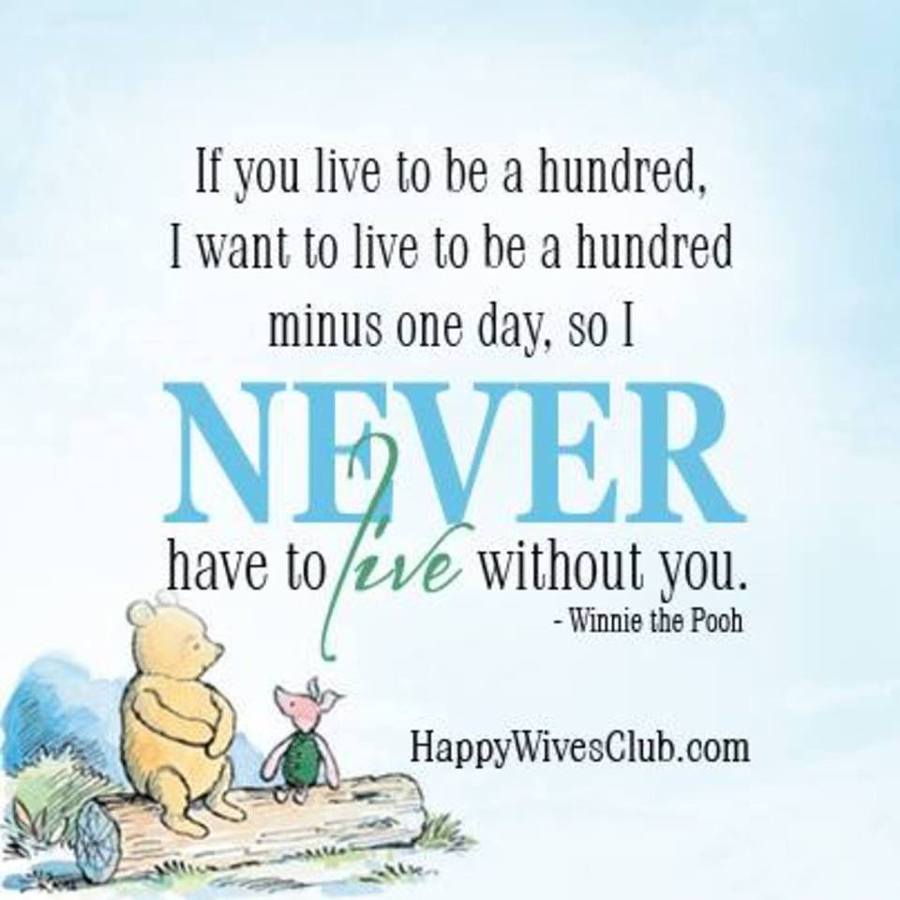 If you live to be a hundred,
I want to live to be a hundred
minus one day, so I
NEVER
have to live without you.
- Winnie the Pooh
HappyWivesClub.com